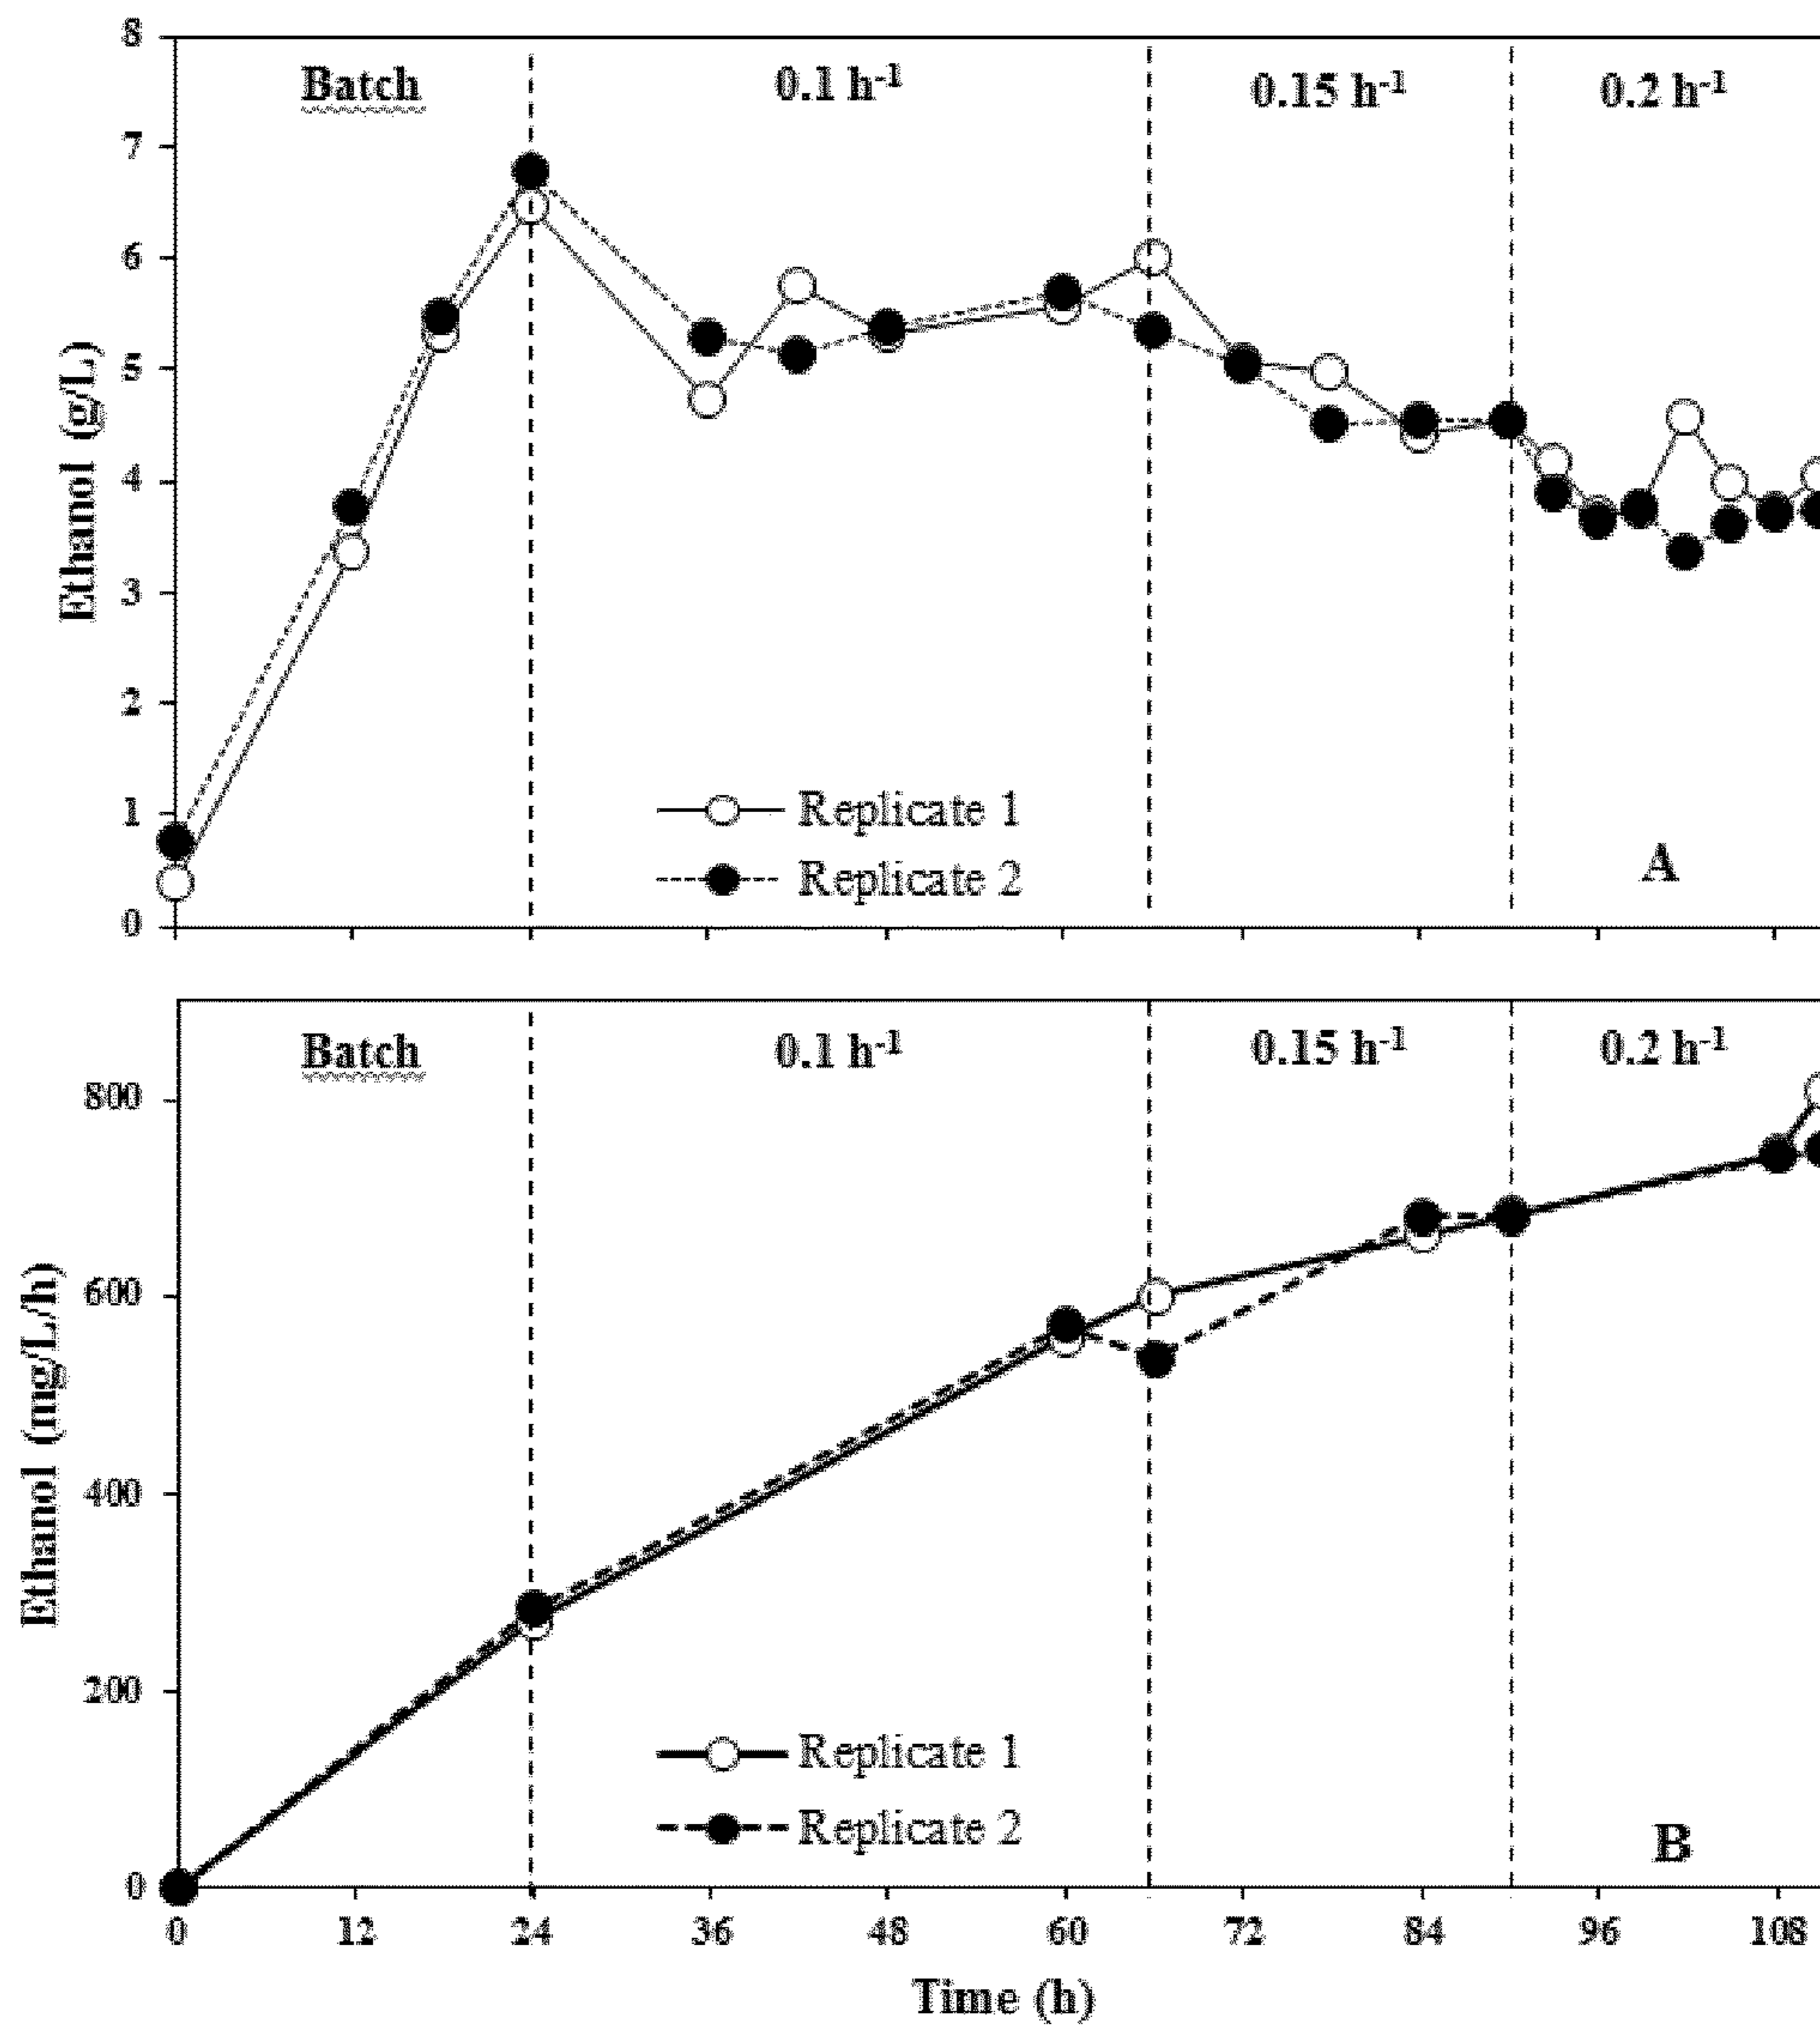 8
Batch
0.1 h-1
0.15 h-1
0.2 h-1
7
6
5
4
3
2
1
0
Ethanol (g/L)
Replicate 1
Replicate 2
A
Batch
0.1 h-1
0.15 h-1
0.2 h-1
800
600
400
200
0
Ethanol (mg/L/h)
Replicate 1
Replicate 2
B
0 12 24 36 48 60 72 84 96 108
Time (h)